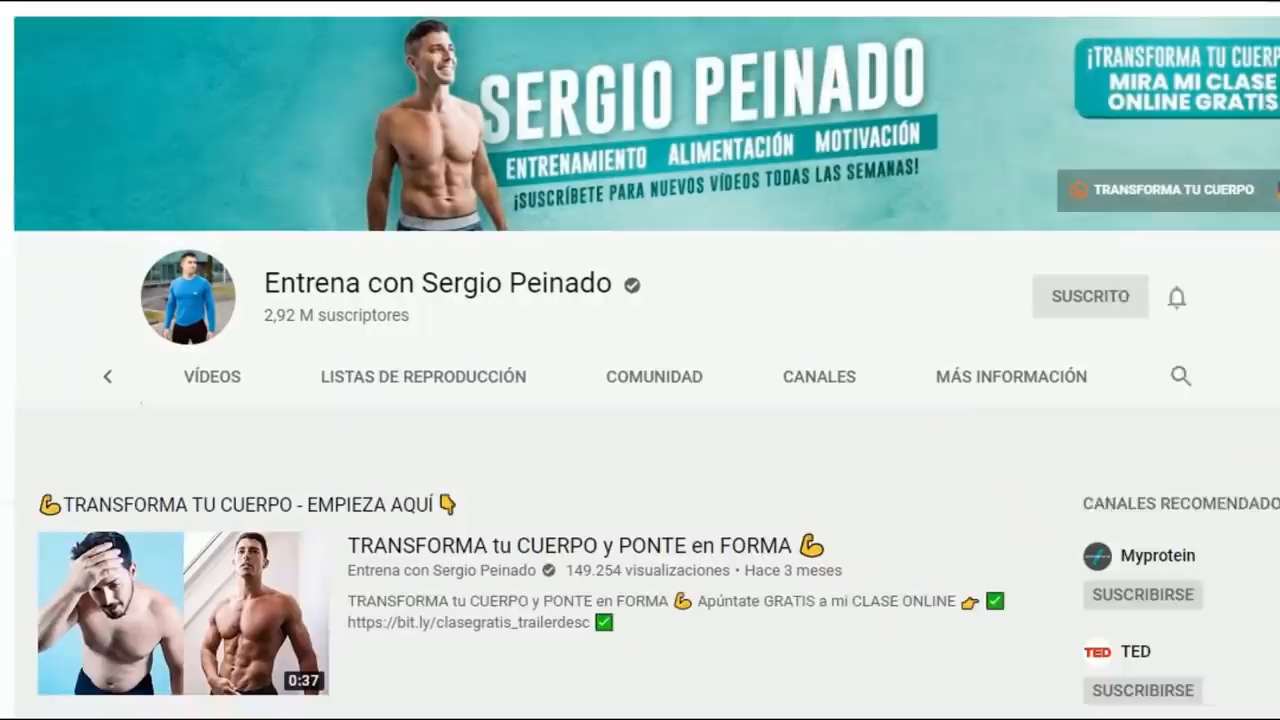 SERGIO PEINADO
ENTRENAMIENTO ALIMENTACIÓN MOTIVACIÓN
¡SUSCRÍBETE PARA NUEVOS VÍDEOS TODAS LAS SEMANAS!
¡TRANSFORMA TU CUERP
MIRA MI CLASE
ONLINE GRATIS
TRANSFORMA TU CUERPO
Entrena con Sergio Peinado
2,92 M suscriptores
SUSCRITO
VÍDEOS LISTAS DE REPRODUCCIÓN COMUNIDAD CANALES MÁS INFORMACIÓN
💪TRANSFORMA TU CUERPO - EMPIEZA AQUÍ👇
0:37
TRANSFORMA tu CUERPO y PONTE en FORMA 💪
Entrena con Sergio Peinado 149.254 visualizaciones • Hace 3 meses
TRANSFORMA tu CUERPO y PONTE en FORMA 💪 Apúntate GRATIS a mi CLASE ONLINE 👉 ✅
https://bit.ly/clasegratis_trailerdesc ✅
CANALES RECOMENDADO
Myprotein
SUSCRIBIRSE
TED TED
SUSCRIBIRSE